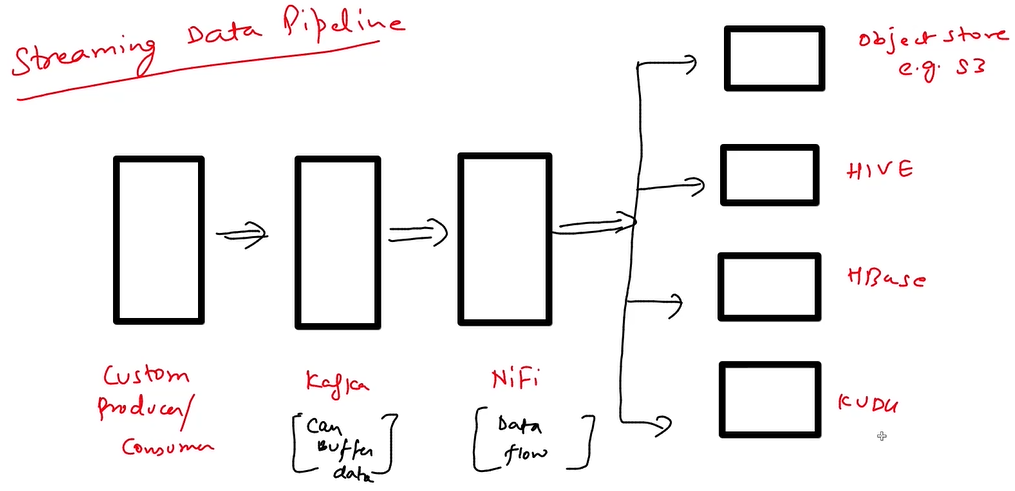 Streaming Data Pipeline
Object store
e.g. S3
HIVE
HBase
KUDU
Custom
Producer/
Consumer
Kafka
[Can
Buffer
data]
NiFi
[Data
flow]